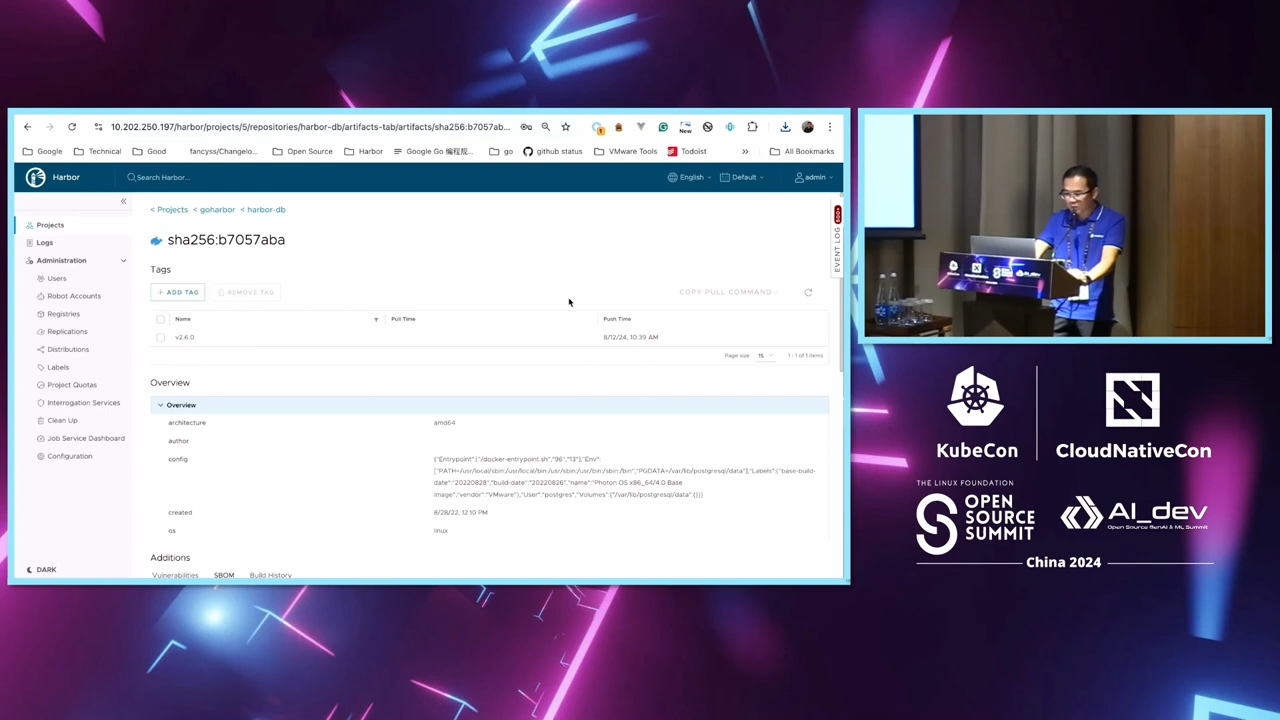 10.202.250.197/harbor/projects/5/repositories/harbor-db/artifacts-tab/artifacts/sha256:b7057ab...
New
Google
Technical
Good
fancyss/Changelo...
Open Source
Harbor
Google Go 编程规...
go
github status
VMware Tools
Todoist
»
All Bookmarks
Harbor
Search Harbor...
English
Default
admin
Projects
Logs
Administration
Users
Robot Accounts
Registries
Replications
Distributions
Labels
Project Quotas
Interrogation Services
Clean Up
Job Service Dashboard
Configuration
DARK
< Projects < goharbor < harbor-db
sha256:b7057aba
Tags
+ ADD TAG
REMOVE TAG
COPY PULL COMMAND
Name Pull Time Push Time
v2.6.0 8/12/24, 10:39 AM
Page size 15 1 - 1 of 1 items
Overview
Overview
architecture amd64
author
config {"Entrypoint":["/docker-entrypoint.sh","96","13"],"Env":
["PATH=/usr/local/sbin:/usr/local/bin:/usr/sbin:/usr/bin:/sbin:/bin","PGDATA=/var/lib/postgresql/data"],"Labels":{"base-build-
date":"20220828","build-date":"20220826","name":"Photon OS x86_64/4.0 Base
Image","vendor":"VMware"},"User":"postgres","Volumes":{"/var/lib/postgresql/data":{}}}
created 8/28/22, 12:10 PM
os linux
Additions
Vulnerabilities SBOM Build History
EVENT LOG
KubeCon
CloudNativeCon
THE LINUX FOUNDATION
OPEN
SOURCE
SUMMIT
AI_dev
Open Source GenAI & ML Summit
China 2024